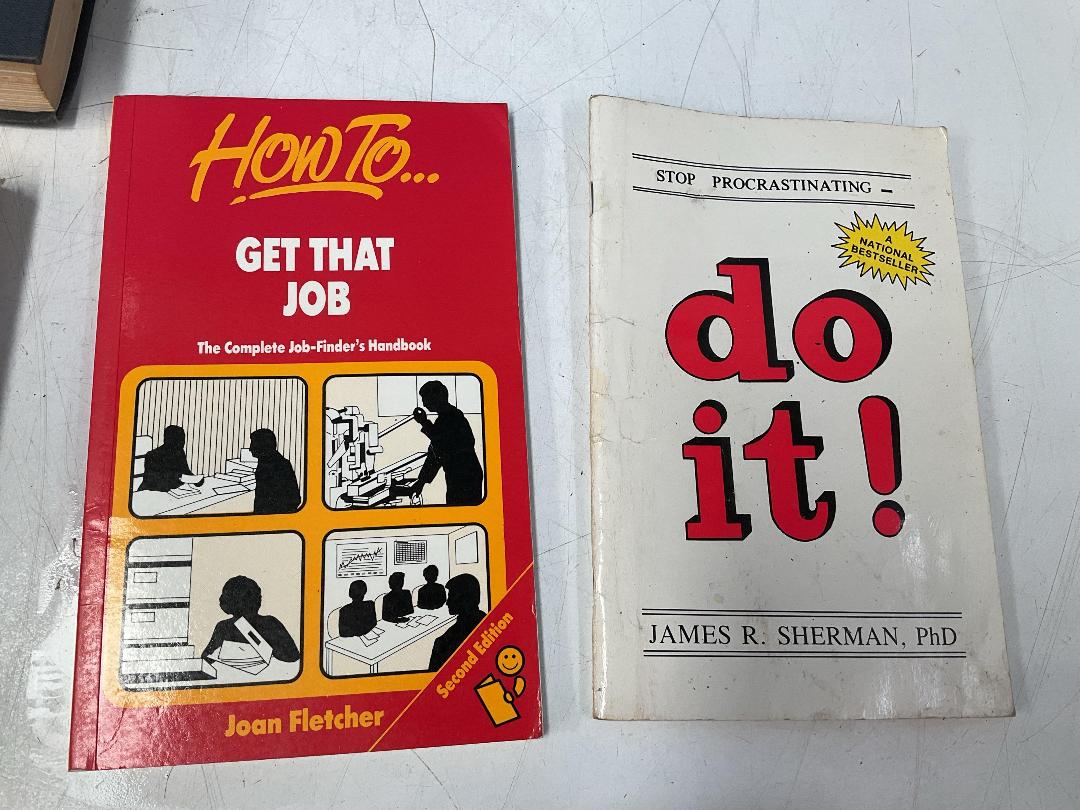 How To...
GET THAT
JOB
The Complete Job-Finder's Handbook
Second Edition
Joan Fletcher
STOP PROCRASTINATING –
A
NATIONAL
BESTSELLER
do
it!
JAMES R. SHERMAN, PhD